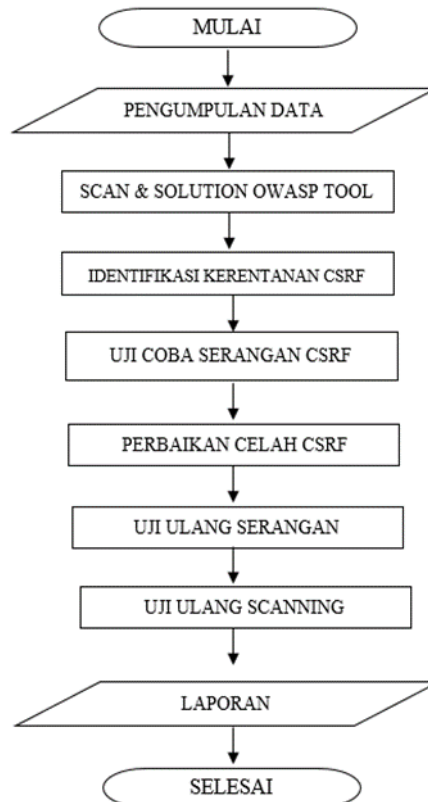 MULAI
PENGUMPULAN DATA
SCAN & SOLUTION OWASP TOOL
IDENTIFIKASI KERENTANAN CSRF
UJI COBA SERANGAN CSRF
PERBAIKAN CELAH CSRF
UJI ULANG SERANGAN
UJI ULANG SCANNING
LAPORAN
SELESAI